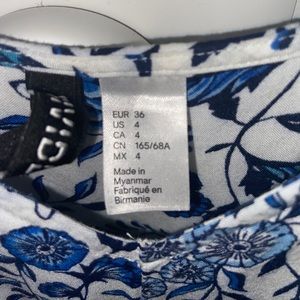 EUR 36
US 4
CA 4
CN 165/68A
MX 4
Made in
Myanmar
Fabriqué en
Birmanie